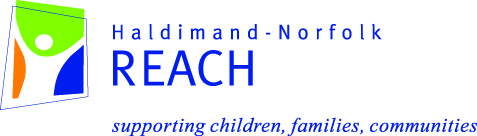 Haldimand-Norfolk
REACH
supporting children, families, communities